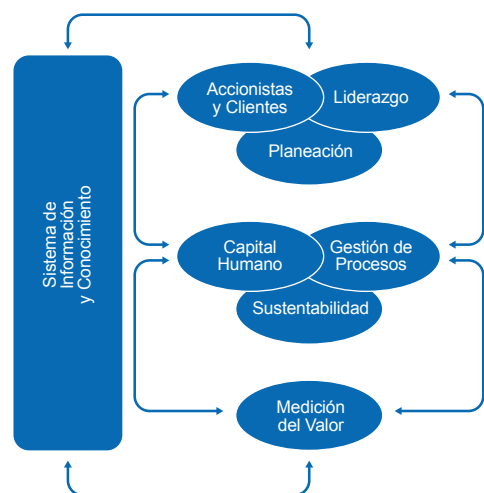 Sistema de
Información
y Conocimiento
Accionistas
y Clientes
Liderazgo
Planeación
Capital
Humano
Gestión de
Procesos
Sustentabilidad
Medición
del Valor